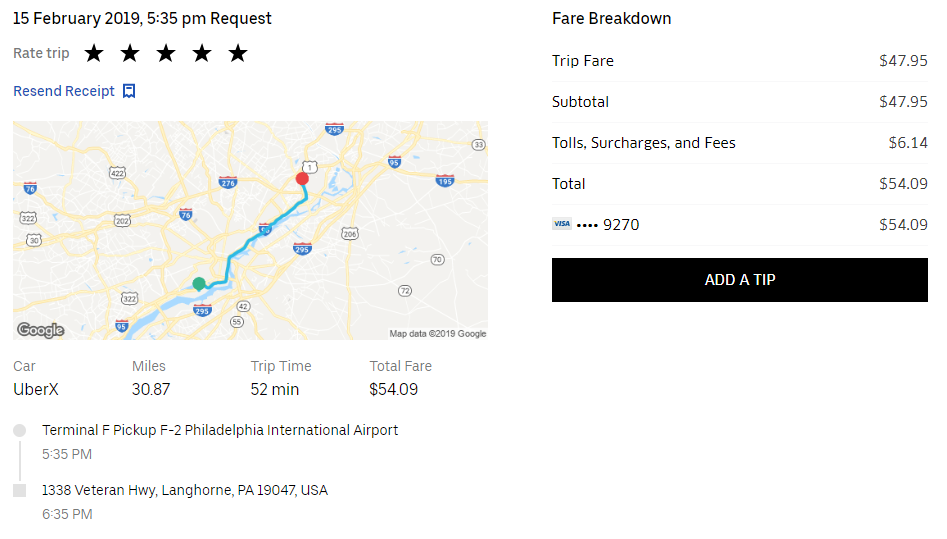 15 February 2019, 5:35 pm Request
Rate trip
Resend Receipt
295
1
33
95
422
276
195
76
76
322
202
95
206
30
295
70
72
322
42
295
55
95
Google
Map data ©2019 Google
Car
Miles
Trip Time
Total Fare
UberX
30.87
52 min
$54.09
Terminal F Pickup F-2 Philadelphia International Airport
5:35 PM
1338 Veteran Hwy, Langhorne, PA 19047, USA
6:35 PM
Fare Breakdown
Trip Fare $47.95
Subtotal $47.95
Tolls, Surcharges, and Fees $6.14
Total $54.09
VISA •••• 9270 $54.09
ADD A TIP